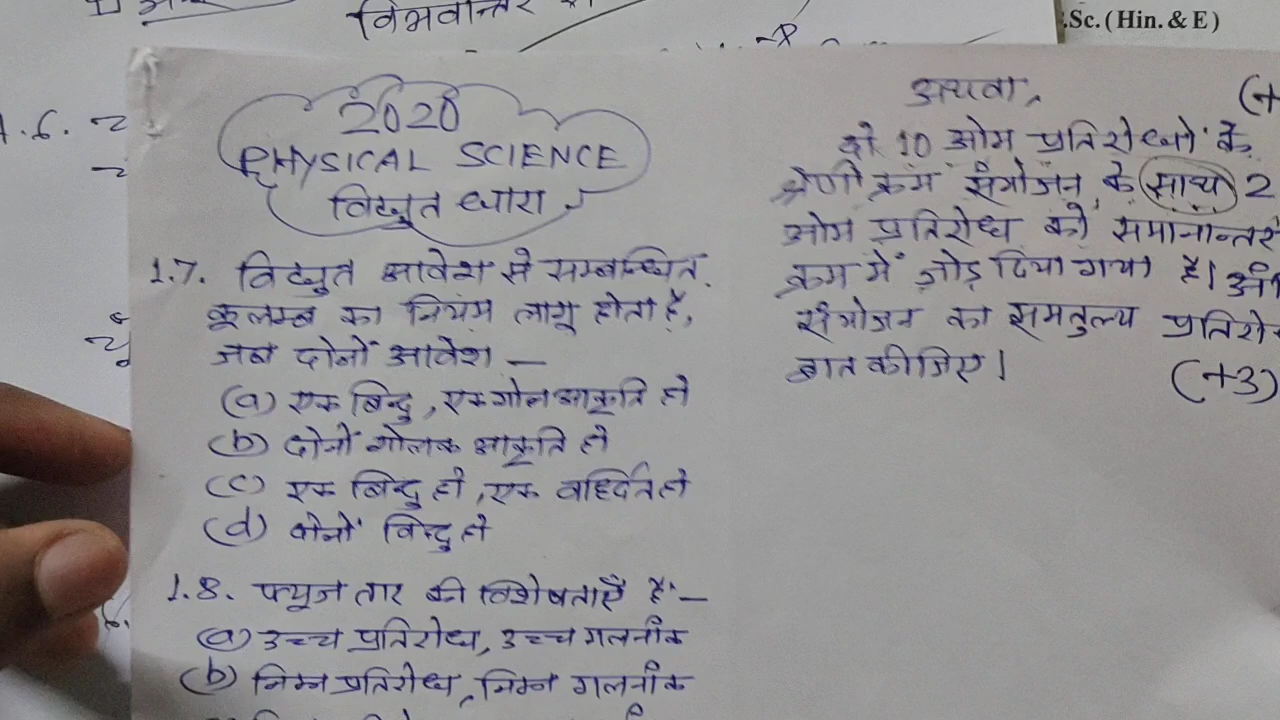 विभवान्तर
.Sc. (Hin. & E)
2020
PHYSICAL SCIENCE
विद्युत धारा
1.7. विद्युत आवेश से सम्बन्धित
कूलम्ब का नियम लागू होता है,
जब दोनों आवेश —
(a) एक बिन्दु, एक गोल आकृति हो
(b) दोनों गोलक आकृति हो
(c) एक बिन्दु हो, एक
(d) दोनों बिन्दु हो
1.8. फ्यूज तार की विशेषताएँ हैं —
(a) उच्च प्रतिरोध, उच्च गलनांक
(b) निम्न प्रतिरोध, निम्न गलनांक
अथवा,
दो 10 ओम प्रतिरोधों के
श्रेणी क्रम संयोजन के साथ 2
ओम प्रतिरोध को समानान्तर
क्रम में जोड़ दिया गया है।
संयोजन का समतुल्य
ज्ञात कीजिए।
(+3)